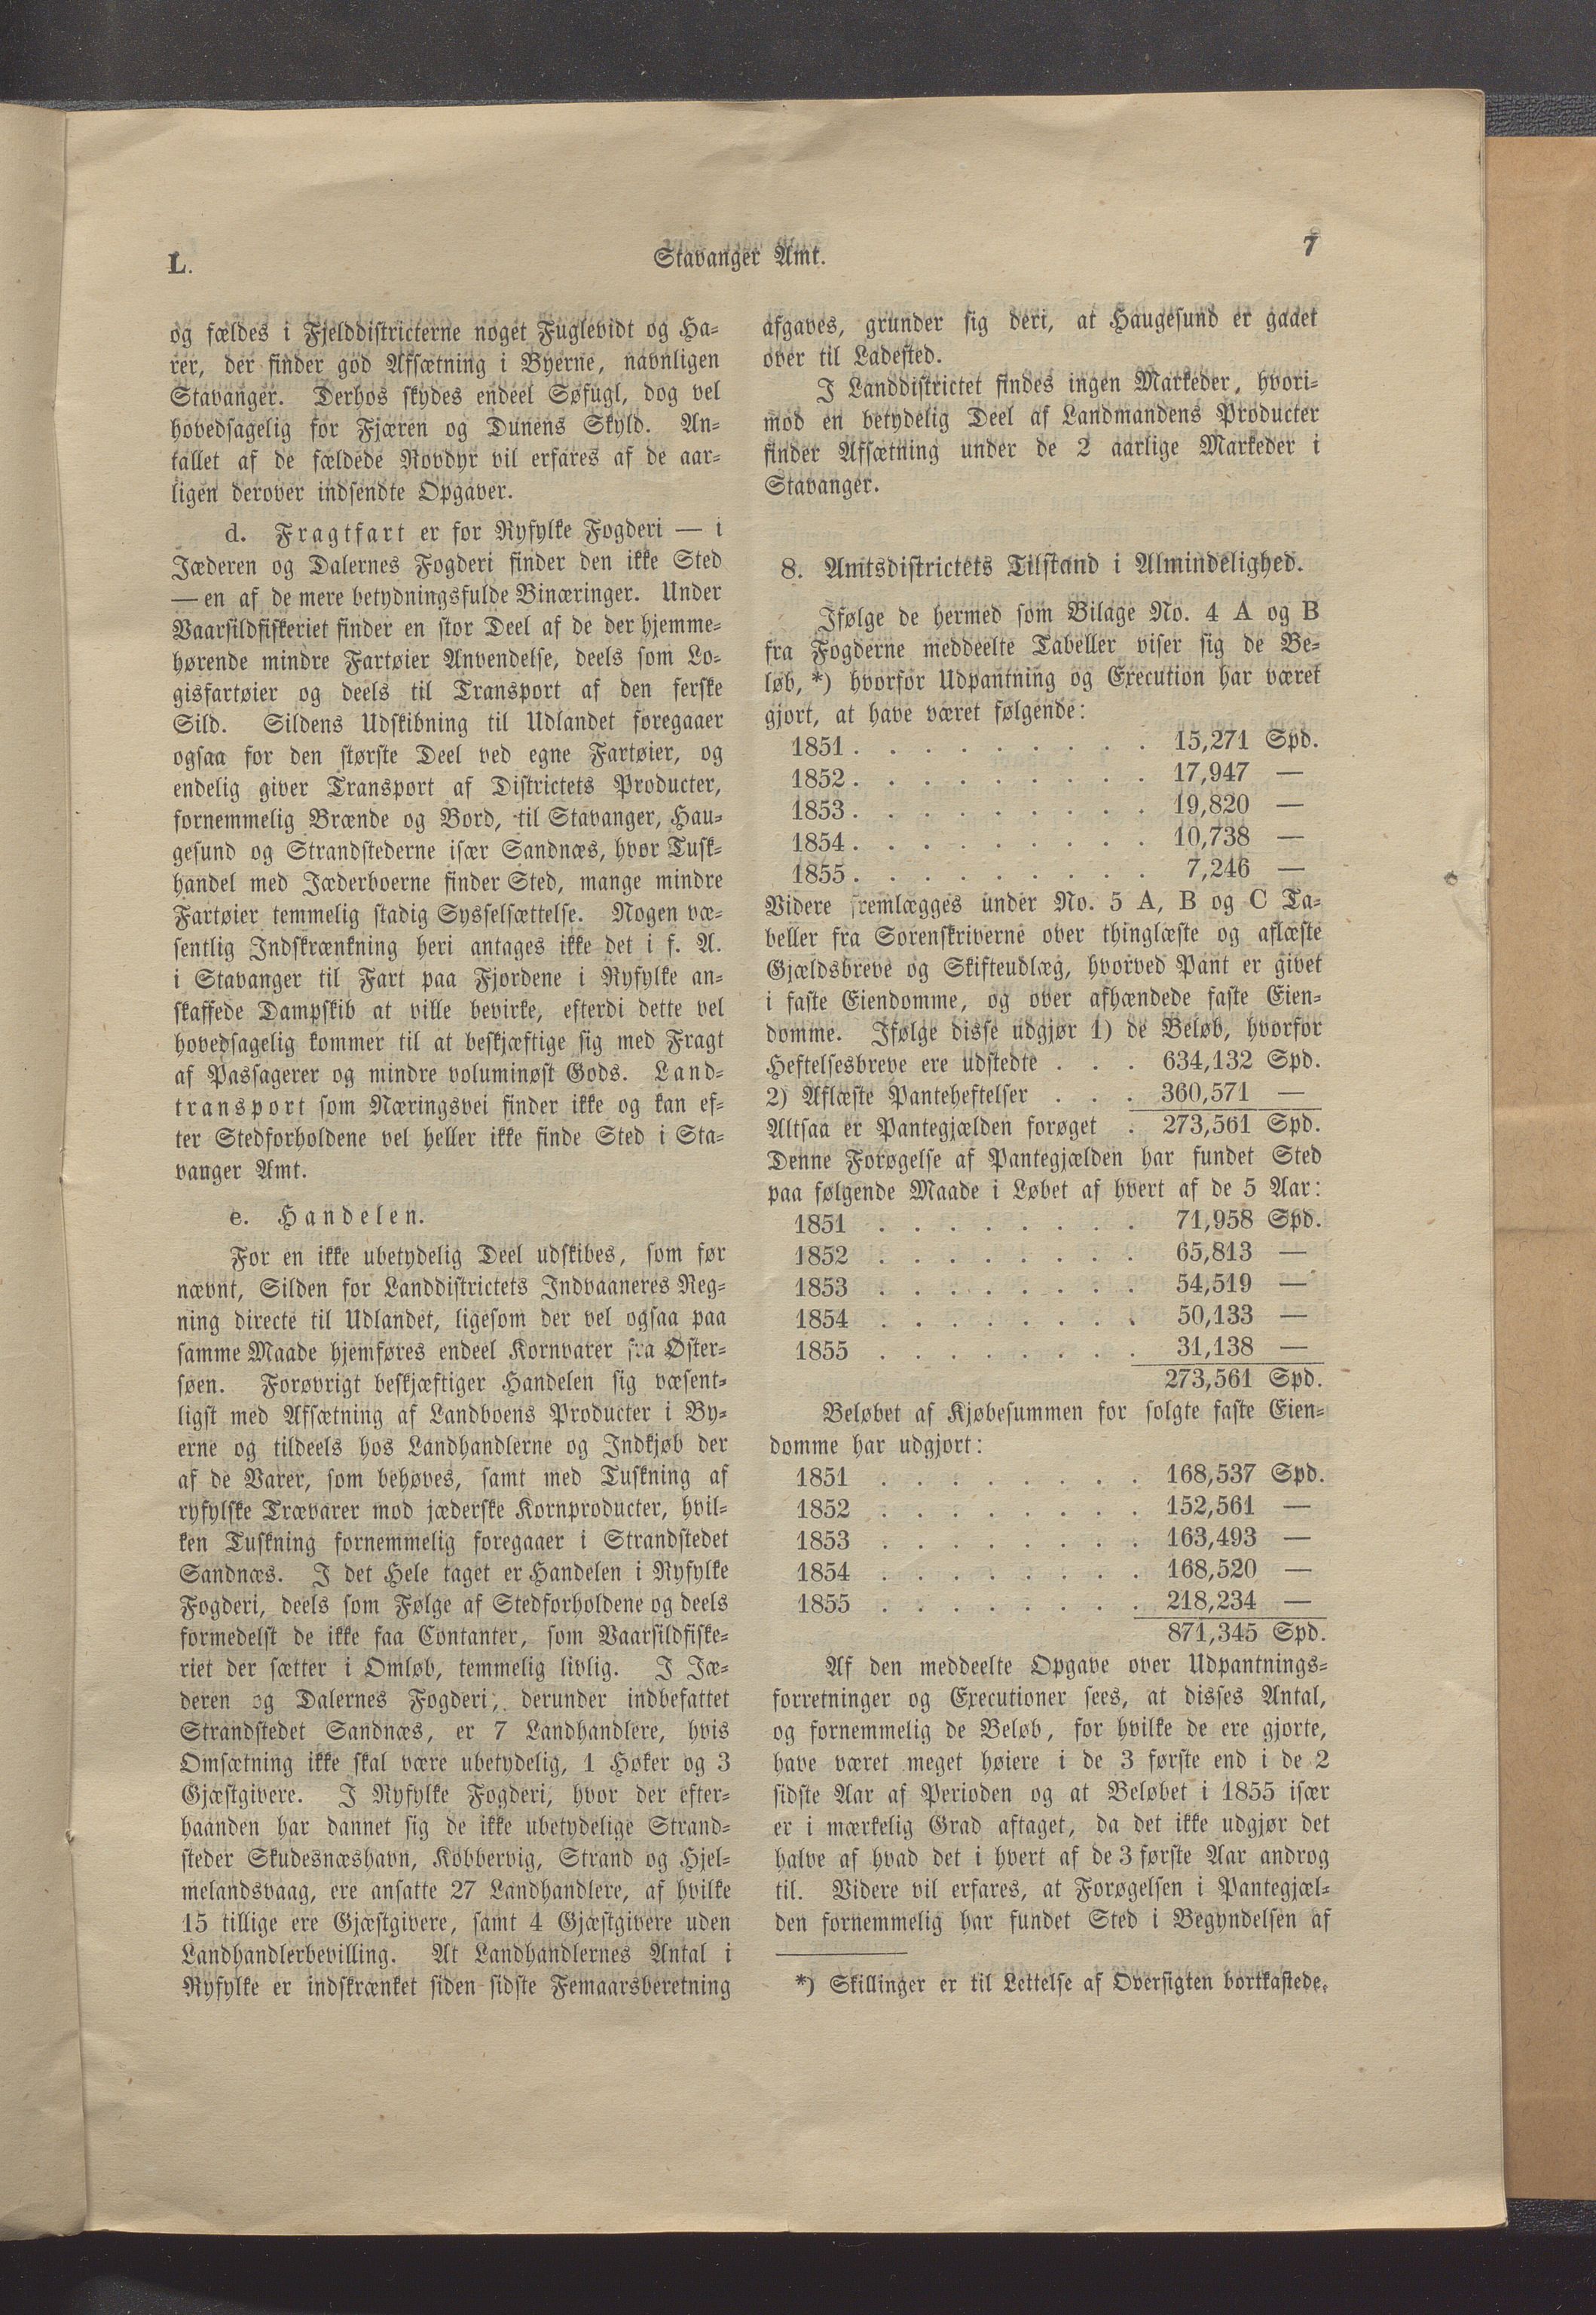 L.
Stavanger Amt.
7
og fældes i Fjelddistricterne noget Fuglevidt og Ha-
rer, der finder god Afsætning i Byerne, navnligen
Stavanger. Derhos skydes endeel Søfugl, dog vel
hovedsagelig for Fjæren og Dunens Skyld. An-
tallet af de fældede Rovdyr vil erfares af de aar-
ligen derover indsendte Opgaver.
d. Fragtfart er for Ryfylke Fogderi — i
Jæderen og Dalernes Fogderi finder den ikke Sted
— en af de mere betydningsfulde Binæringer. Under
Vaarsildfiskeriet finder en stor Deel af de der hjemme-
hørende mindre Fartøier Anvendelse, deels som Lo-
gisfartøier og deels til Transport af den ferske
Sild. Sildens Udskibning til Udlandet foregaaer
ogsaa for den største Deel ved egne Fartøier, og
endelig giver Transport af Districtets Producter,
fornemmelig Brænde og Bord, til Stavanger, Hau-
gesund og Strandstederne især Sandnæs, hvor Tusk-
handel med Jæderboerne finder Sted, mange mindre
Fartøier temmelig stadig Sysselsættelse. Nogen væ-
sentlig Indskrænkning heri antages ikke det i f. A.
i Stavanger til Fart paa Fjordene i Ryfylke an-
skaffede Dampskib at ville bevirke, efterdi dette vel
hovedsagelig kommer til at beskjæftige sig med Fragt
af Passagerer og mindre voluminøst Gods. Land-
transport som Næringsvei finder ikke og kan ef-
ter Stedforholdene vel heller ikke finde Sted i Sta-
vanger Amt.
e. Handelen.
For en ikke ubetydelig Deel udskibes, som før
nævnt, Silden for Landdistrictets Indvaaneres Reg-
ning directe til Udlandet, ligesom der vel ogsaa paa
samme Maade hjemføres endeel Kornvarer fra Øster-
søen. Forøvrigt beskjæftiger Handelen sig væsent-
ligst med Afsætning af Landboens Producter i By-
erne og tildeels hos Landhandlerne og Indkjøb der
af de Varer, som behøves, samt med Tuskning af
ryfylske Trævarer mod jæderske Kornproducter, hvil-
ken Tuskning fornemmelig foregaaer i Strandstedet
Sandnæs. I det Hele taget er Handelen i Ryfylke
Fogderi, deels som Følge af Stedforholdene og deels
formedelst de ikke faa Contanter, som Vaarsildfiske-
riet der sætter i Omløb, temmelig livlig. I Jæ-
deren og Dalernes Fogderi, derunder indbefattet
Strandstedet Sandnæs, er 7 Landhandlere, hvis
Omsætning ikke skal være ubetydelig, 1 Høker og 3
Gjæstgivere. I Ryfylke Fogderi, hvor der efter-
haanden har dannet sig de ikke ubetydelige Strand-
steder Skudesnæshavn, Kobbervig, Strand og Hjel-
melandsvaag, ere ansatte 27 Landhandlere, af hvilke
15 tillige ere Gjæstgivere, samt 4 Gjæstgivere uden
Landhandlerbevilling. At Landhandlernes Antal i
Ryfylke er indskrænket siden sidste Femaarsberetning
afgaves, grunder sig deri, at Haugesund er gaaet
over til Ladested.
I Landdistrictet findes ingen Markeder, hvori-
mod en betydelig Deel af Landmandens Producter
finder Afsætning under de 2 aarlige Markeder i
Stavanger.
8. Amtsdistrictets Tilstand i Almindelighed.
Ifølge de hermed som Bilage No. 4 A og B
fra Fogderne meddeelte Tabeller viser sig de Be-
løb, *) hvorfor Udpantning og Execution har været
gjort, at have været følgende:
1851 . . . . . . . . . . 15,271 Spd.
1852 . . . . . . . . . . 17,947 —
1853 . . . . . . . . . . 19,820 —
1854 . . . . . . . . . . 10,738 —
1855 . . . . . . . . . . 7,246 —
Videre fremlægges under No. 5 A, B og C Ta-
beller fra Sorenskriverne over thinglæste og aflæste
Gjældsbreve og Skifteudlæg, hvorved Pant er givet
i faste Eiendomme, og over afhændede faste Eien-
domme. Ifølge disse udgjør 1) de Beløb, hvorfor
Heftelsesbreve ere udstedte . . . 634,132 Spd.
2) Aflæste Panteheftelser . . . 360,571 —
Altsaa er Pantegjælden forøget . 273,561 Spd.
Denne Forøgelse af Pantegjælden har fundet Sted
paa følgende Maade i Løbet af hvert af de 5 Aar:
1851 . . . . . . . . 71,958 Spd.
1852 . . . . . . . . 65,813 —
1853 . . . . . . . . 54,519 —
1854 . . . . . . . . 50,133 —
1855 . . . . . . . . 31,138 —
273,561 Spd.
Beløbet af Kjøbesummen for solgte faste Eien-
domme har udgjort:
1851 . . . . . . . . 168,537 Spd.
1852 . . . . . . . . 152,561 —
1853 . . . . . . . . 163,493 —
1854 . . . . . . . . 168,520 —
1855 . . . . . . . . 218,234 —
871,345 Spd.
Af den meddeelte Opgave over Udpantnings-
forretninger og Executioner sees, at disses Antal,
og fornemmelig de Beløb, for hvilke de ere gjorte,
have været meget høiere i de 3 første end i de 2
sidste Aar af Perioden og at Beløbet i 1855 især
er i mærkelig Grad aftaget, da det ikke udgjør det
halve af hvad det i hvert af de 3 første Aar androg
til. Videre vil erfares, at Forøgelsen i Pantegjæl-
den fornemmelig har fundet Sted i Begyndelsen af
*) Skillinger er til Lettelse af Oversigten bortkastede.